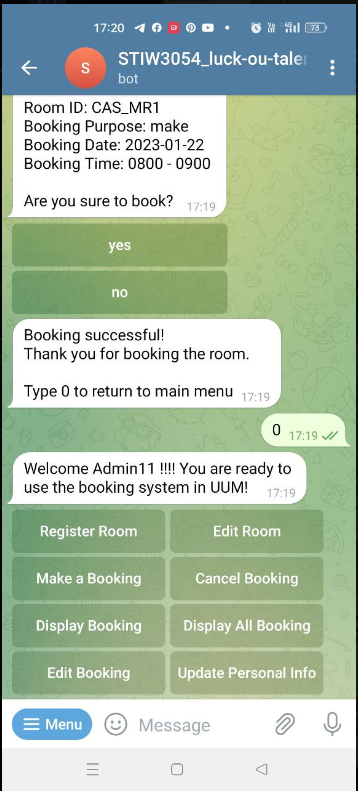 17:20
73
STIW3054_luck-ou-taler
S
bot
Room ID: CAS_MR1
Booking Purpose: make
Booking Date: 2023-01-22
Booking Time: 0800 - 0900
Are you sure to book? 17:19
yes
no
Booking successful!
Thank you for booking the room.
Type 0 to return to main menu 17:19
0 17:19
Welcome Admin11 !!!! You are ready to
use the booking system in UUM! 17:19
Register Room Edit Room
Make a Booking Cancel Booking
Display Booking Display All Booking
Edit Booking Update Personal Info
Menu Message